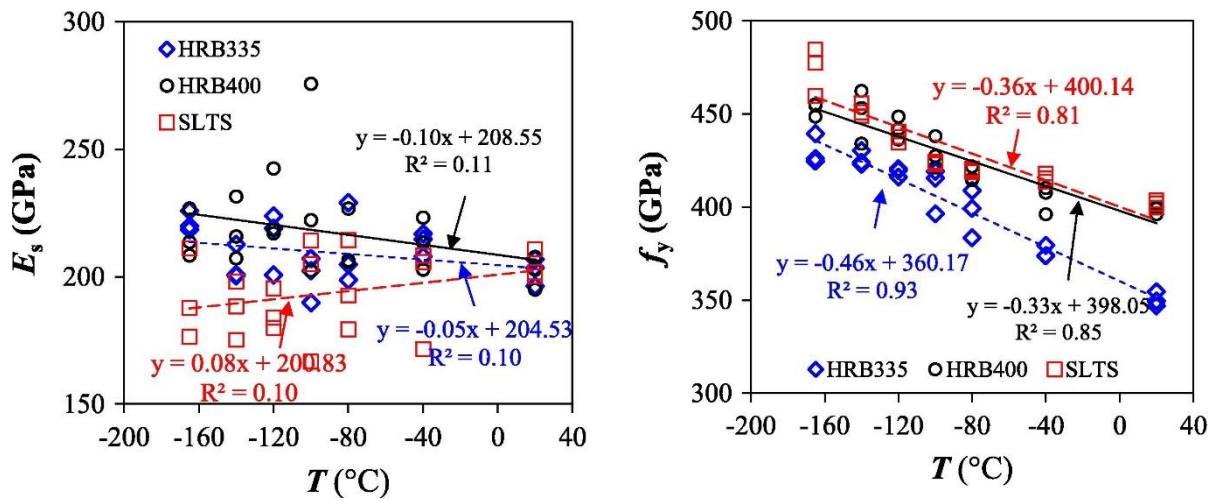 300
250
200
150
E_s (GPa)
HRB335
HRB400
SLTS
y = -0.10x + 208.55
R² = 0.11
y = -0.05x + 204.53
R² = 0.10
y = 0.08x + 200.83
R² = 0.10
-200 -160 -120 -80 -40 0 40
T (°C)
500
450
400
350
300
f_y (GPa)
y = -0.36x + 400.14
R² = 0.81
y = -0.46x + 360.17
R² = 0.93
y = -0.33x + 398.05
R² = 0.85
HRB335 HRB400 SLTS
-200 -160 -120 -80 -40 0 40
T (°C)